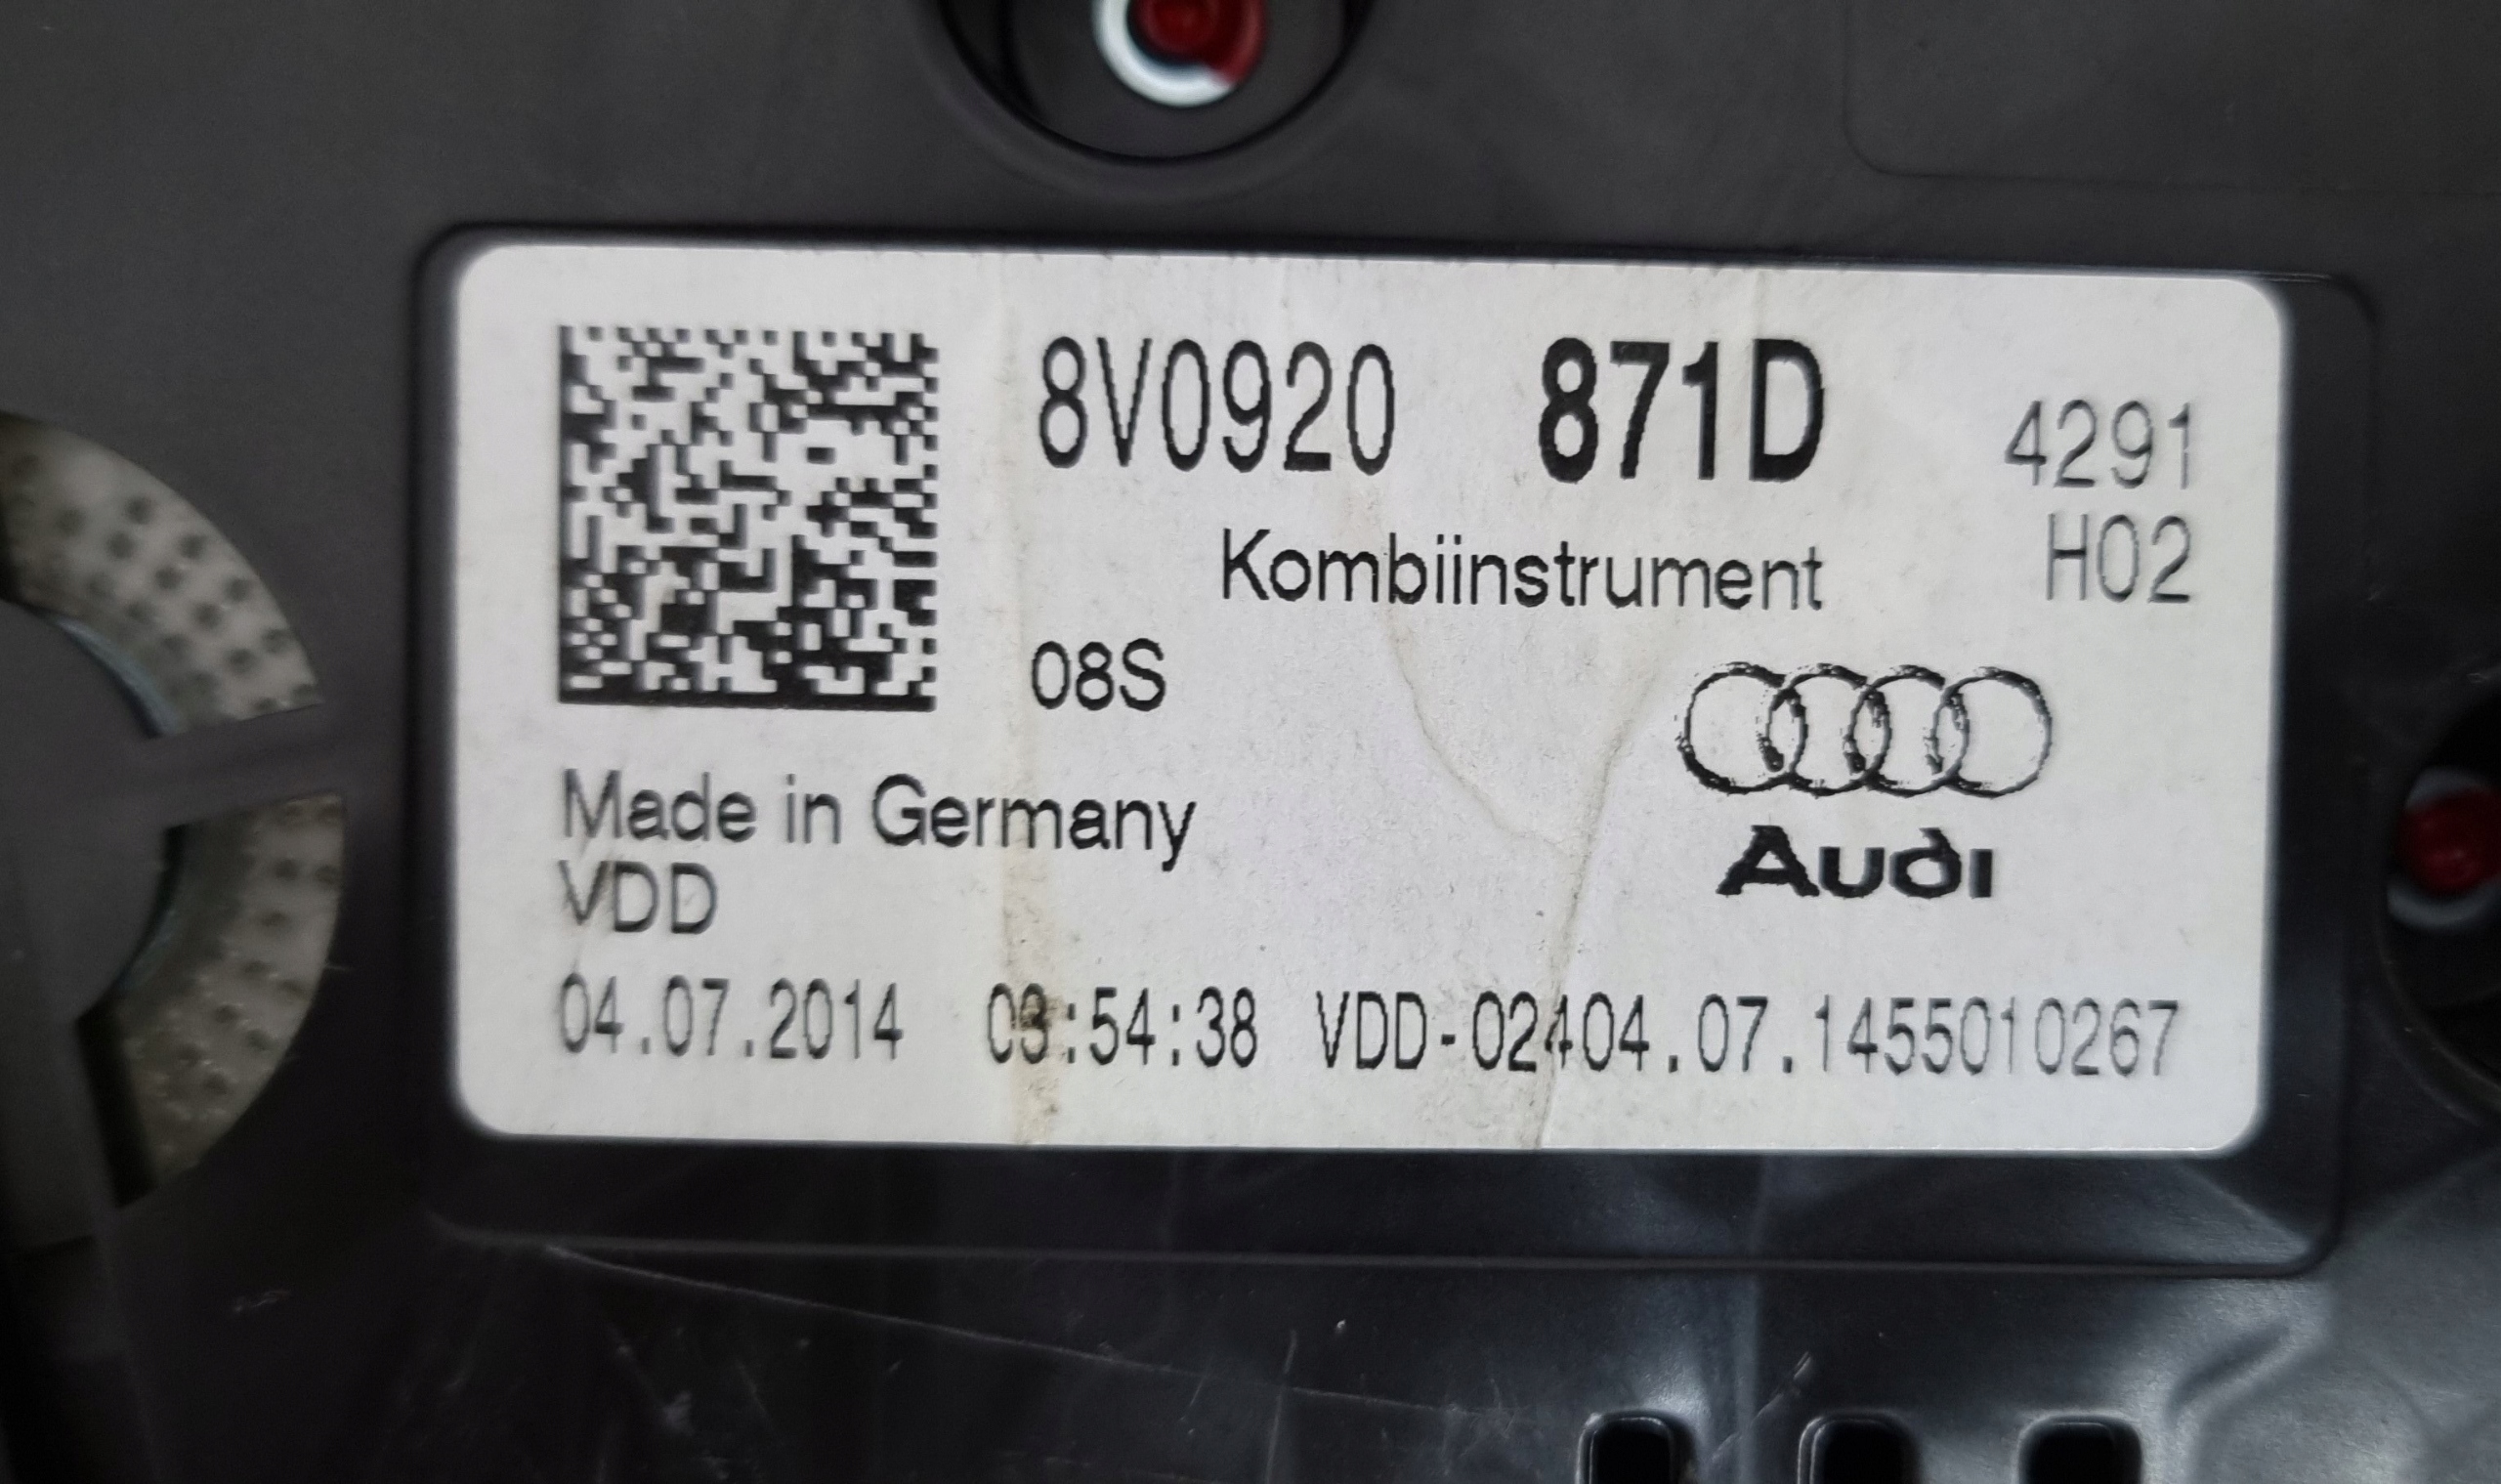 8V0920 871D 4291
Kombiinstrument H02
08S
Audi
Made in Germany
VDD
04.07.2014 03:54:38 VDD-02404.07.1455010267